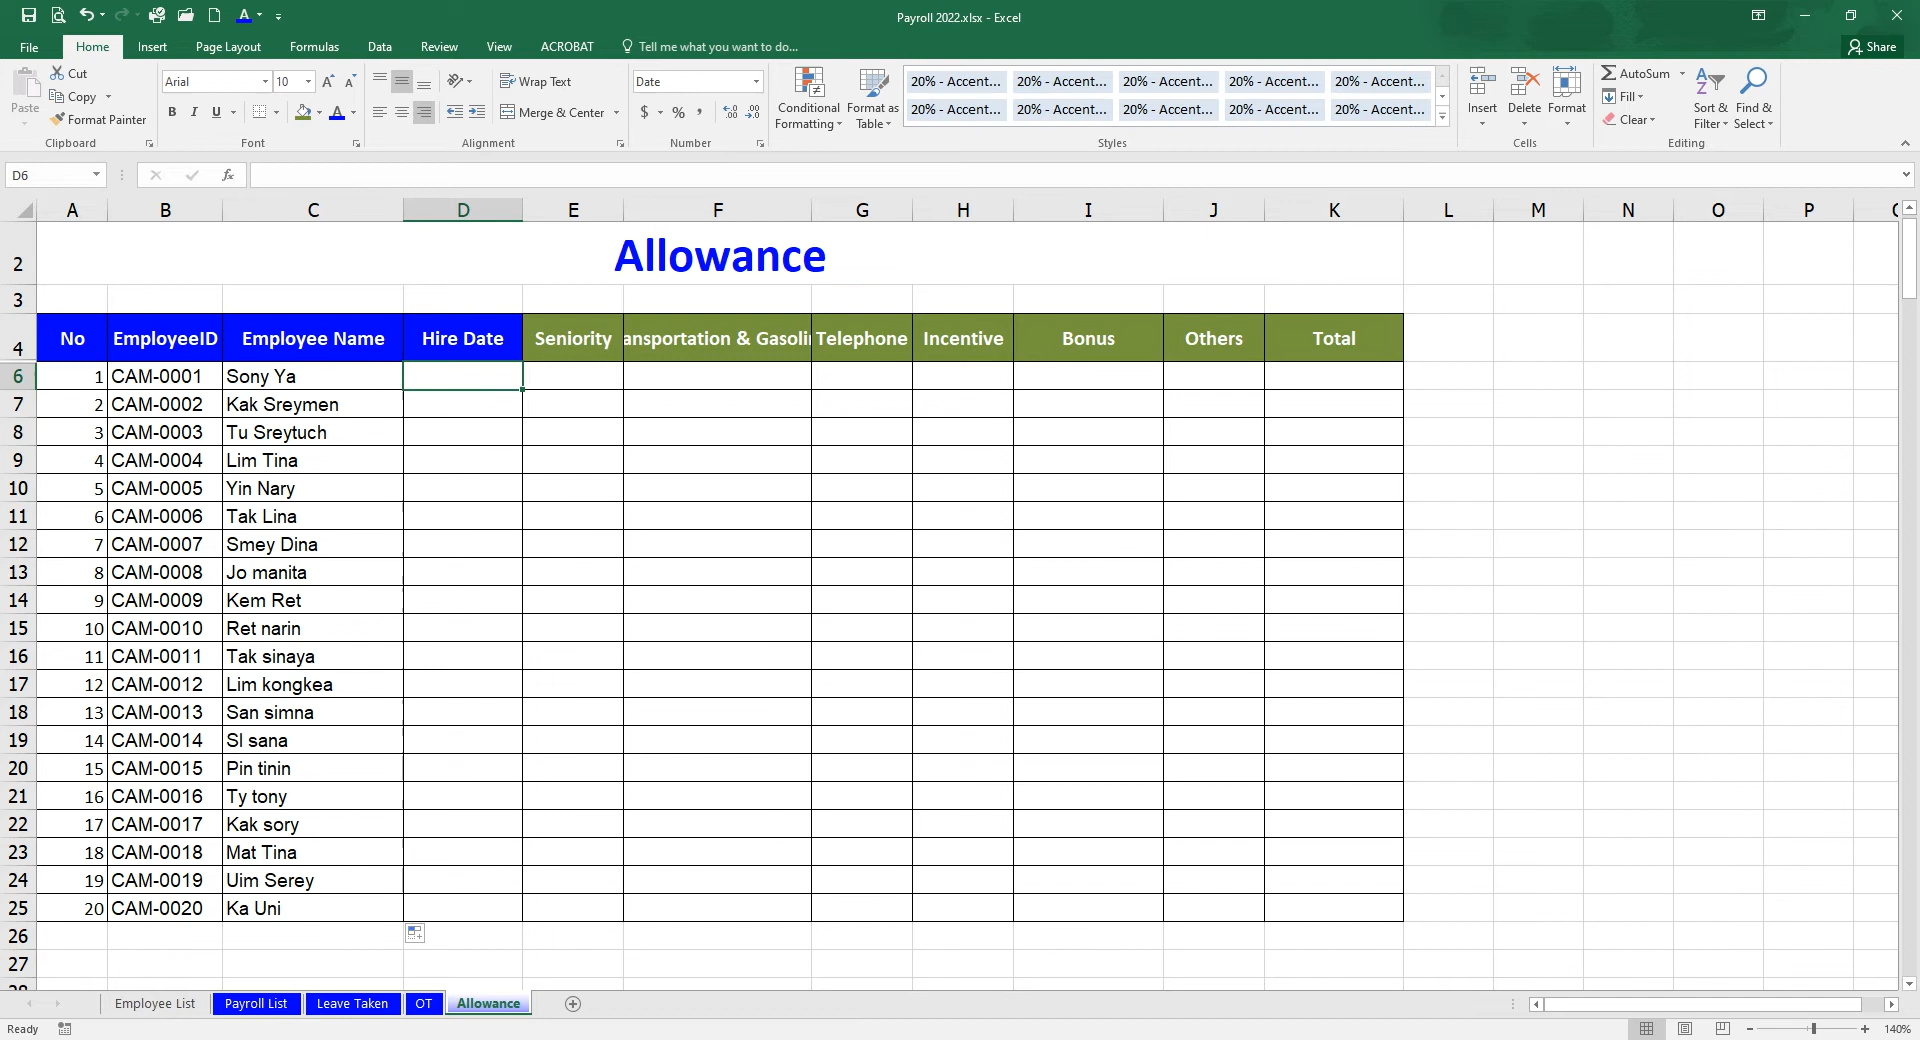 Payroll 2022.xlsx - Excel
File Home Insert Page Layout Formulas Data Review View ACROBAT Tell me what you want to do... Share
Paste Cut
Copy
Format Painter
Clipboard
Arial 10
B I U
Font
Wrap Text
Merge & Center
Alignment
Date
$ % ,
Number
Conditional Formatting
Format as Table
20% - Accent... 20% - Accent... 20% - Accent... 20% - Accent... 20% - Accent...
20% - Accent... 20% - Accent... 20% - Accent... 20% - Accent... 20% - Accent...
Styles
Insert Delete Format
Cells
AutoSum
Fill
Clear
Sort & Filter
Find & Select
Editing
D6 fx
A B C D E F G H I J K L M N O P
2 Allowance
3
4 No EmployeeID Employee Name Hire Date Seniority ansportation & Gasoli Telephone Incentive Bonus Others Total
6 1 CAM-0001 Sony Ya
7 2 CAM-0002 Kak Sreymen
8 3 CAM-0003 Tu Sreytuch
9 4 CAM-0004 Lim Tina
10 5 CAM-0005 Yin Nary
11 6 CAM-0006 Tak Lina
12 7 CAM-0007 Smey Dina
13 8 CAM-0008 Jo manita
14 9 CAM-0009 Kem Ret
15 10 CAM-0010 Ret narin
16 11 CAM-0011 Tak sinaya
17 12 CAM-0012 Lim kongkea
18 13 CAM-0013 San simna
19 14 CAM-0014 Sl sana
20 15 CAM-0015 Pin tinin
21 16 CAM-0016 Ty tony
22 17 CAM-0017 Kak sory
23 18 CAM-0018 Mat Tina
24 19 CAM-0019 Uim Serey
25 20 CAM-0020 Ka Uni
26
27
Employee List Payroll List Leave Taken OT Allowance
Ready 140%